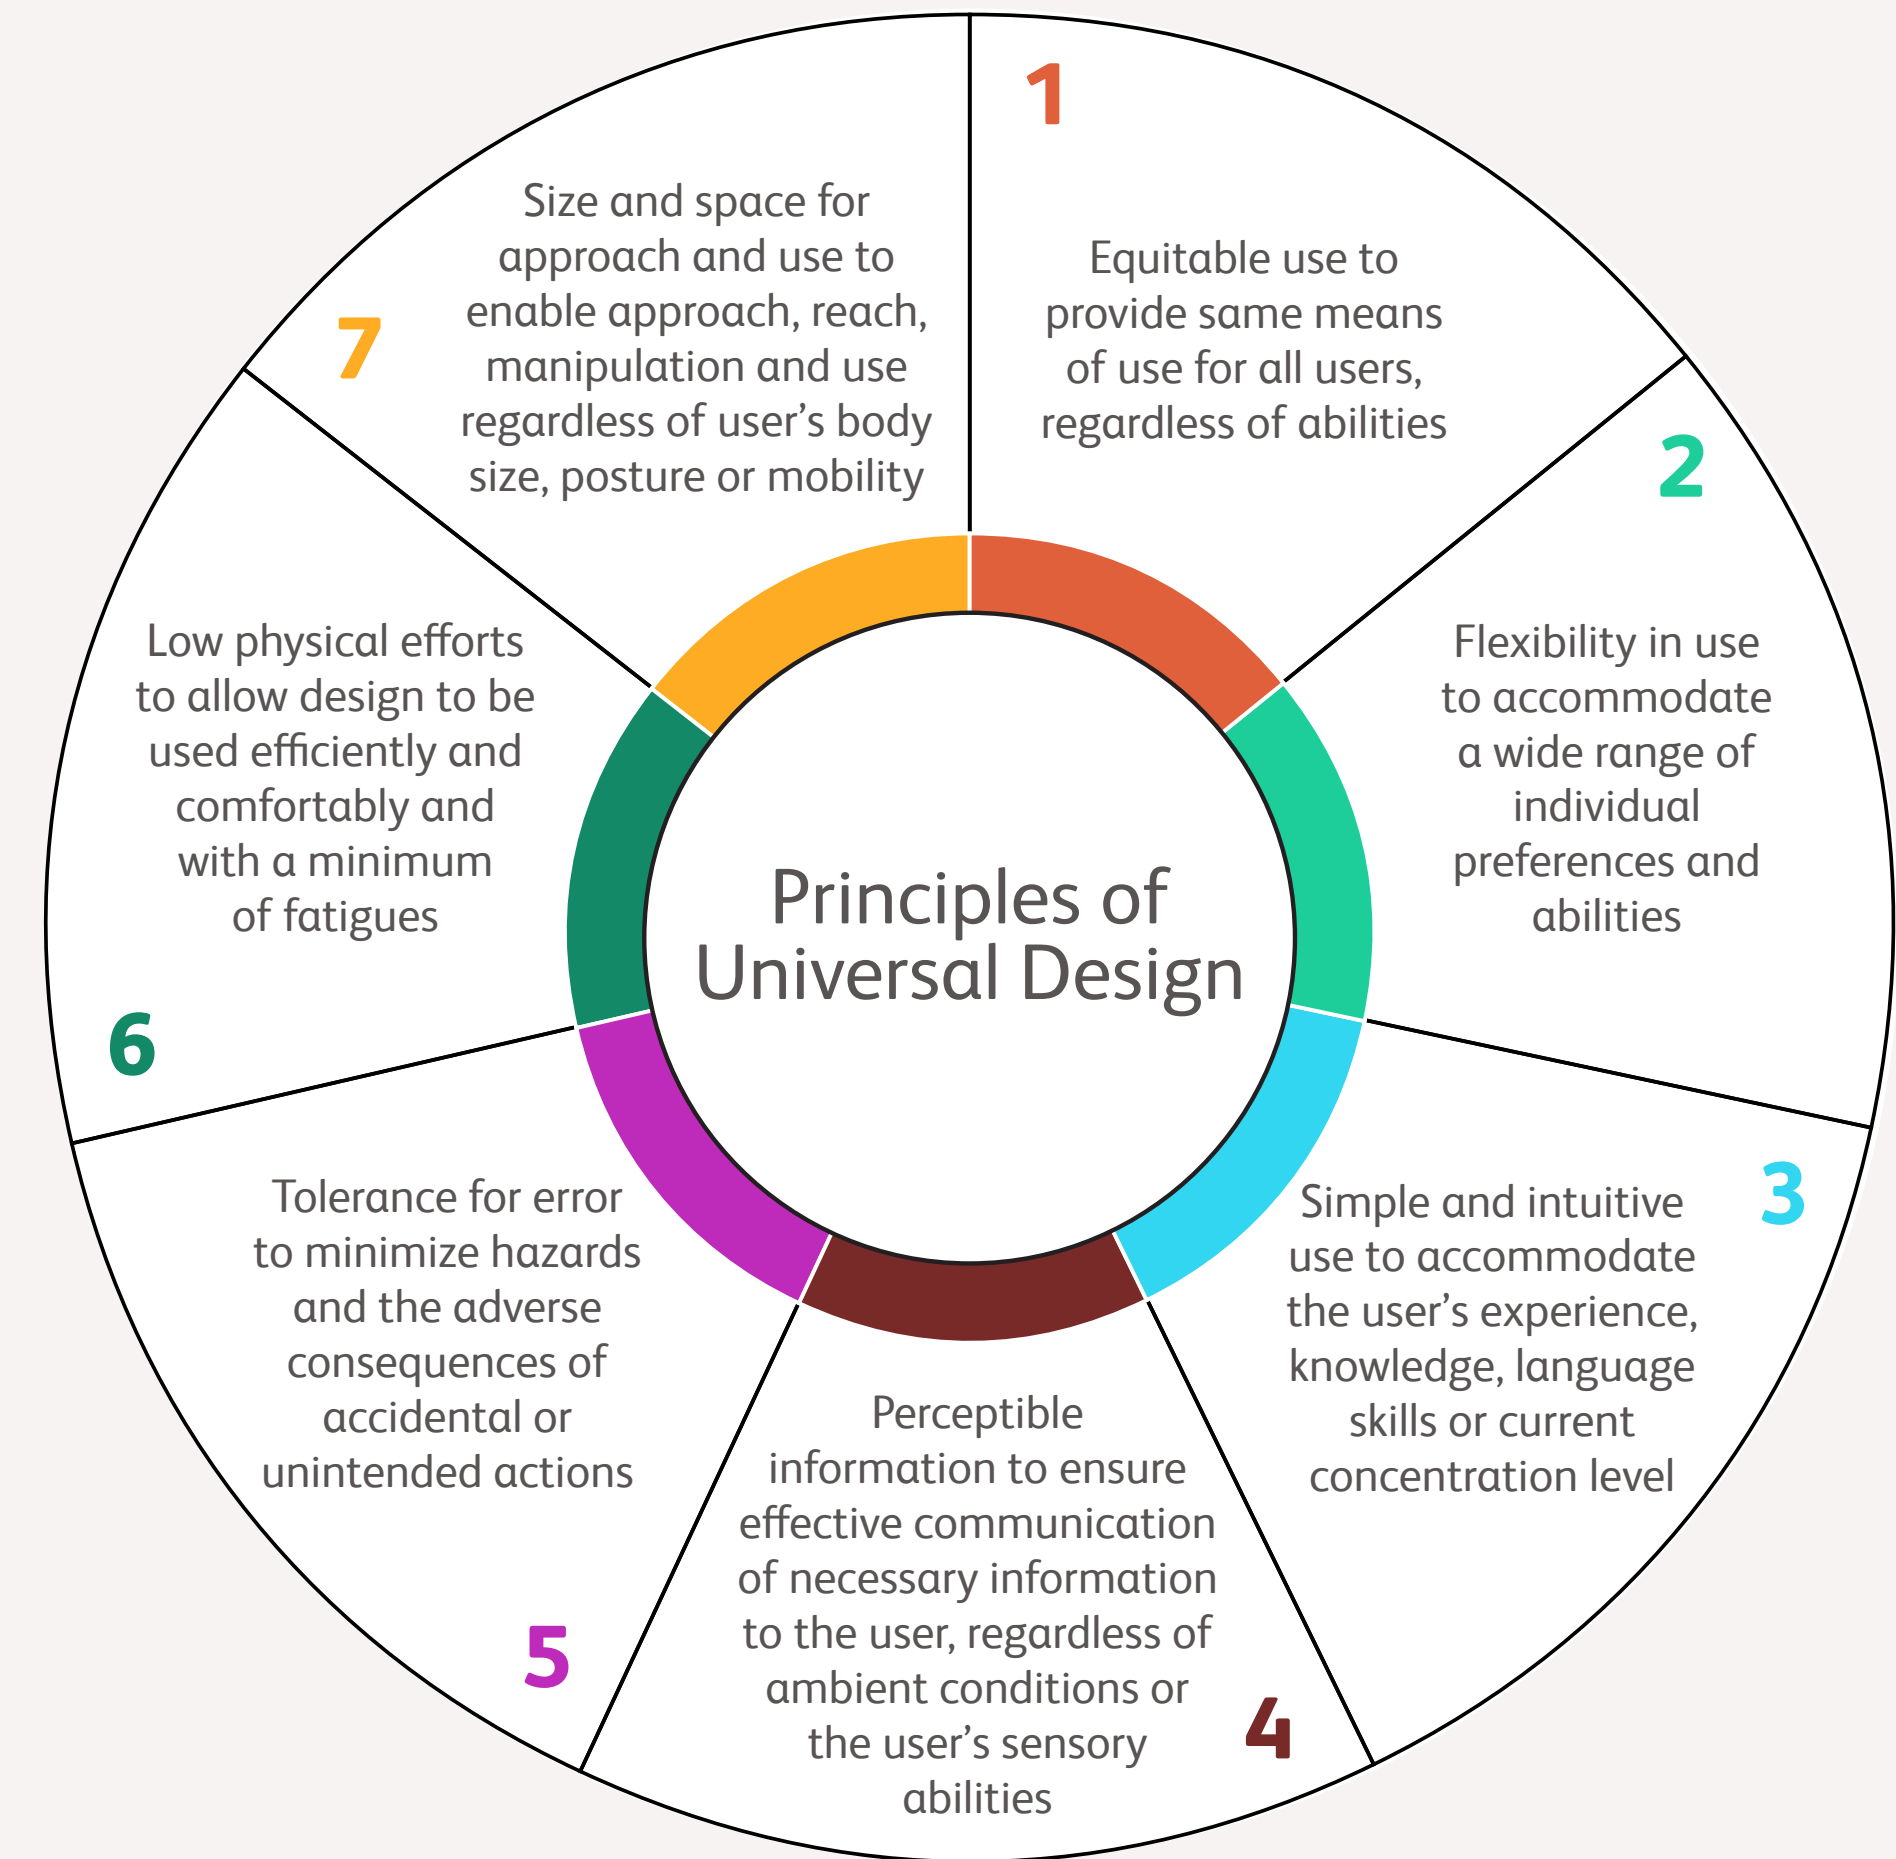 Principles of
Universal Design
1
Equitable use to
provide same means
of use for all users,
regardless of abilities
2
Flexibility in use
to accommodate
a wide range of
individual
preferences and
abilities
3
Simple and intuitive
use to accommodate
the user’s experience,
knowledge, language
skills or current
concentration level
4
Perceptible
information to ensure
effective communication
of necessary information
to the user, regardless of
ambient conditions or
the user’s sensory
abilities
5
Tolerance for error
to minimize hazards
and the adverse
consequences of
accidental or
unintended actions
6
Low physical efforts
to allow design to be
used efficiently and
comfortably and
with a minimum
of fatigues
7
Size and space for
approach and use to
enable approach, reach,
manipulation and use
regardless of user’s body
size, posture or mobility